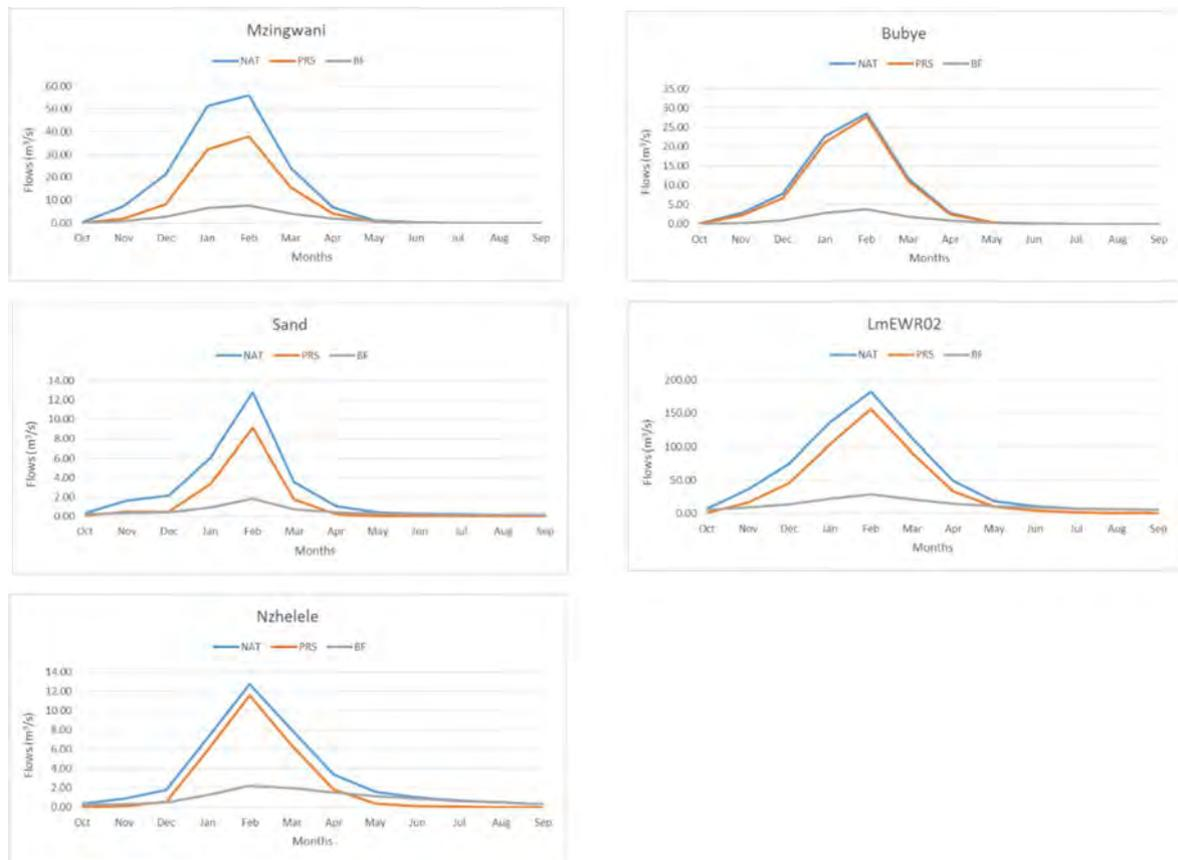 Mzingwani
NAT PRS BF
60.00
50.00
40.00
30.00
20.00
10.00
0.00
Flows (m³/s)
Oct Nov Dec Jan Feb Mar Apr May Jun Jul Aug Sep
Months
Bubye
NAT PRS BF
35.00
30.00
25.00
20.00
15.00
10.00
5.00
0.00
Flows (m³/s)
Oct Nov Dec Jan Feb Mar Apr May Jun Jul Aug Sep
Months
Sand
NAT PRS BF
14.00
12.00
10.00
8.00
6.00
4.00
2.00
0.00
Flows (m³/s)
Oct Nov Dec Jan Feb Mar Apr May Jun Jul Aug Sep
Months
LmEWR02
NAT PRS BF
200.00
150.00
100.00
50.00
0.00
Flows (m³/s)
Oct Nov Dec Jan Feb Mar Apr May Jun Jul Aug Sep
Months
Nzhelele
NAT PRS BF
14.00
12.00
10.00
8.00
6.00
4.00
2.00
0.00
Flows (m³/s)
Oct Nov Dec Jan Feb Mar Apr May Jun Jul Aug Sep
Months